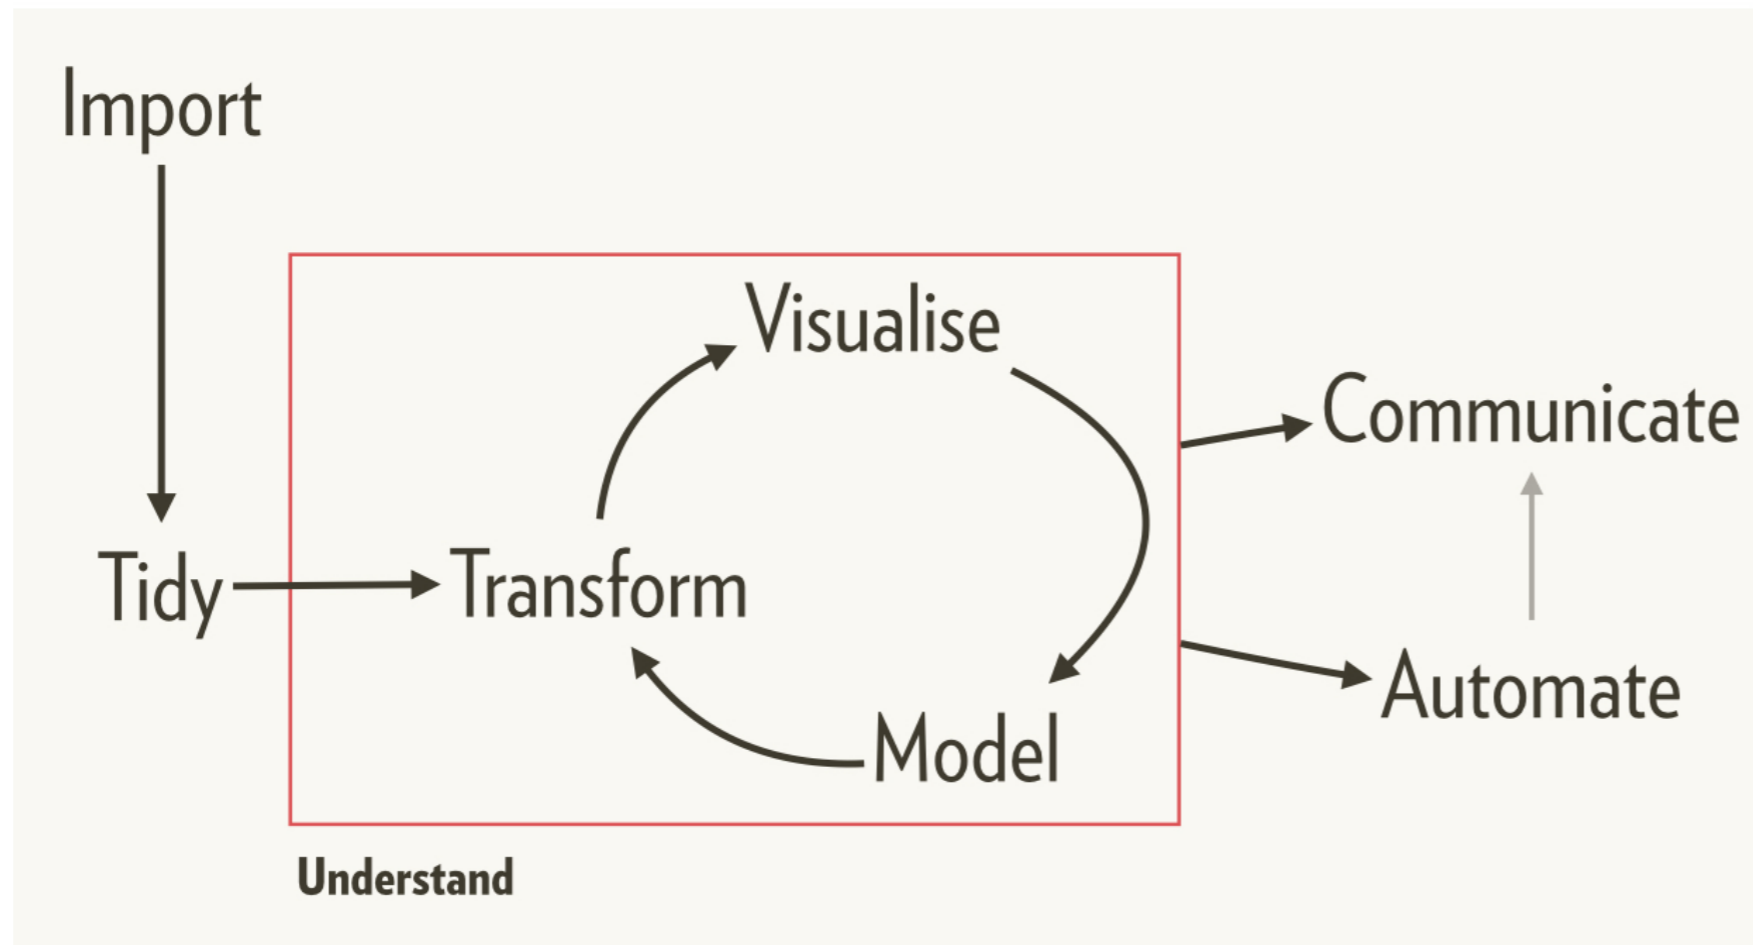 Import
Visualise
Communicate
Tidy
Transform
Automate
Model
Understand